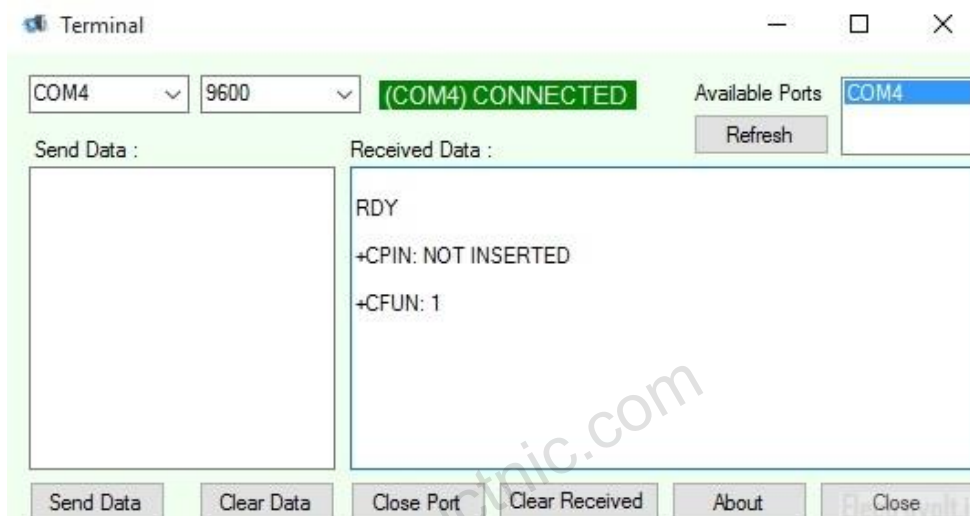 Terminal
COM4 9600 (COM4) CONNECTED Available Ports COM4
Refresh
Send Data : Received Data :
RDY
+CPIN: NOT INSERTED
+CFUN: 1
Send Data Clear Data Close Port Clear Received About Close